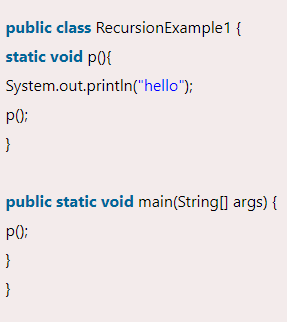 public class RecursionExample1 {
static void p(){
System.out.println("hello");
p();
}
public static void main(String[] args) {
p();
}
}